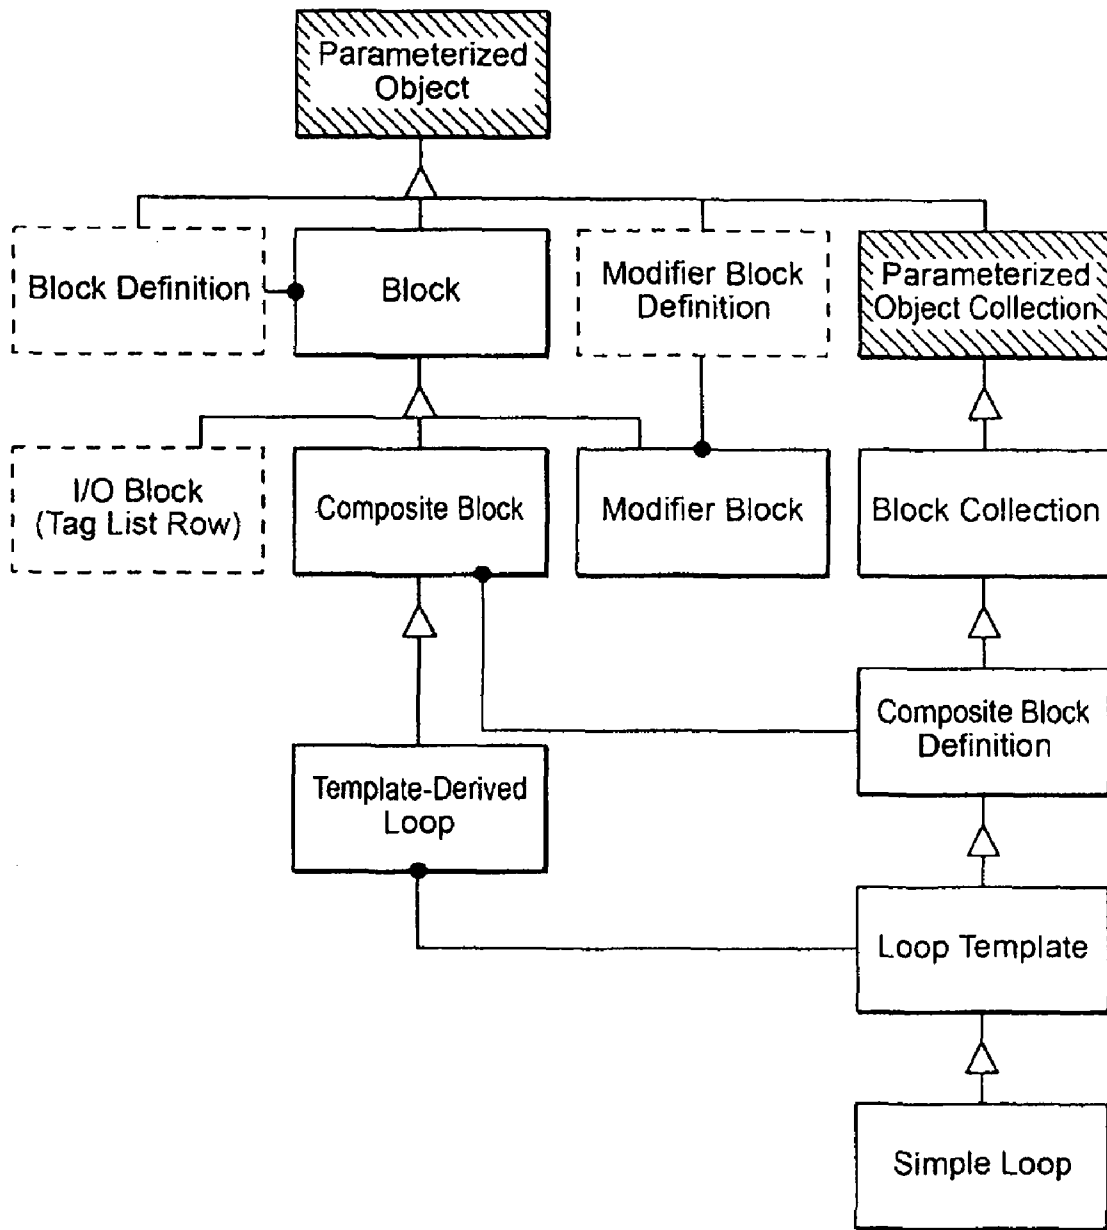 Parameterized
Object
Block Definition
Block
Modifier Block
Definition
Parameterized
Object Collection
I/O Block
(Tag List Row)
Composite Block
Modifier Block
Block Collection
Composite Block
Definition
Template-Derived
Loop
Loop Template
Simple Loop